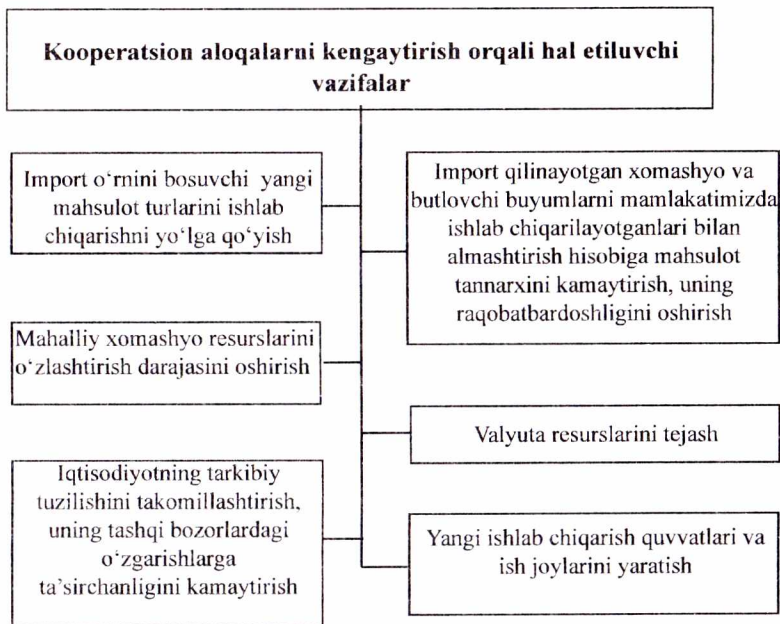 Kooperatsion aloqalarni kengaytirish orqali hal etiluvchi
vazifalar
Import o‘rnini bosuvchi yangi
mahsulot turlarini ishlab
chiqarishni yo‘lga qo‘yish
Import qilinayotgan xomashyo va
butlovchi buyumlarni mamlakatimizda
ishlab chiqarilayotganlari bilan
almashtirish hisobiga mahsulot
tannarxini kamaytirish, uning
raqobatbardoshligini oshirish
Mahalliy xomashyo resurslarini
o‘zlashtirish darajasini oshirish
Valyuta resurslarini tejash
Iqtisodiyotning tarkibiy
tuzilishini takomillashtirish,
uning tashqi bozorlardagi
o‘zgarishlarga
ta’sirchanligini kamaytirish
Yangi ishlab chiqarish quvvatlari va
ish joylarini yaratish